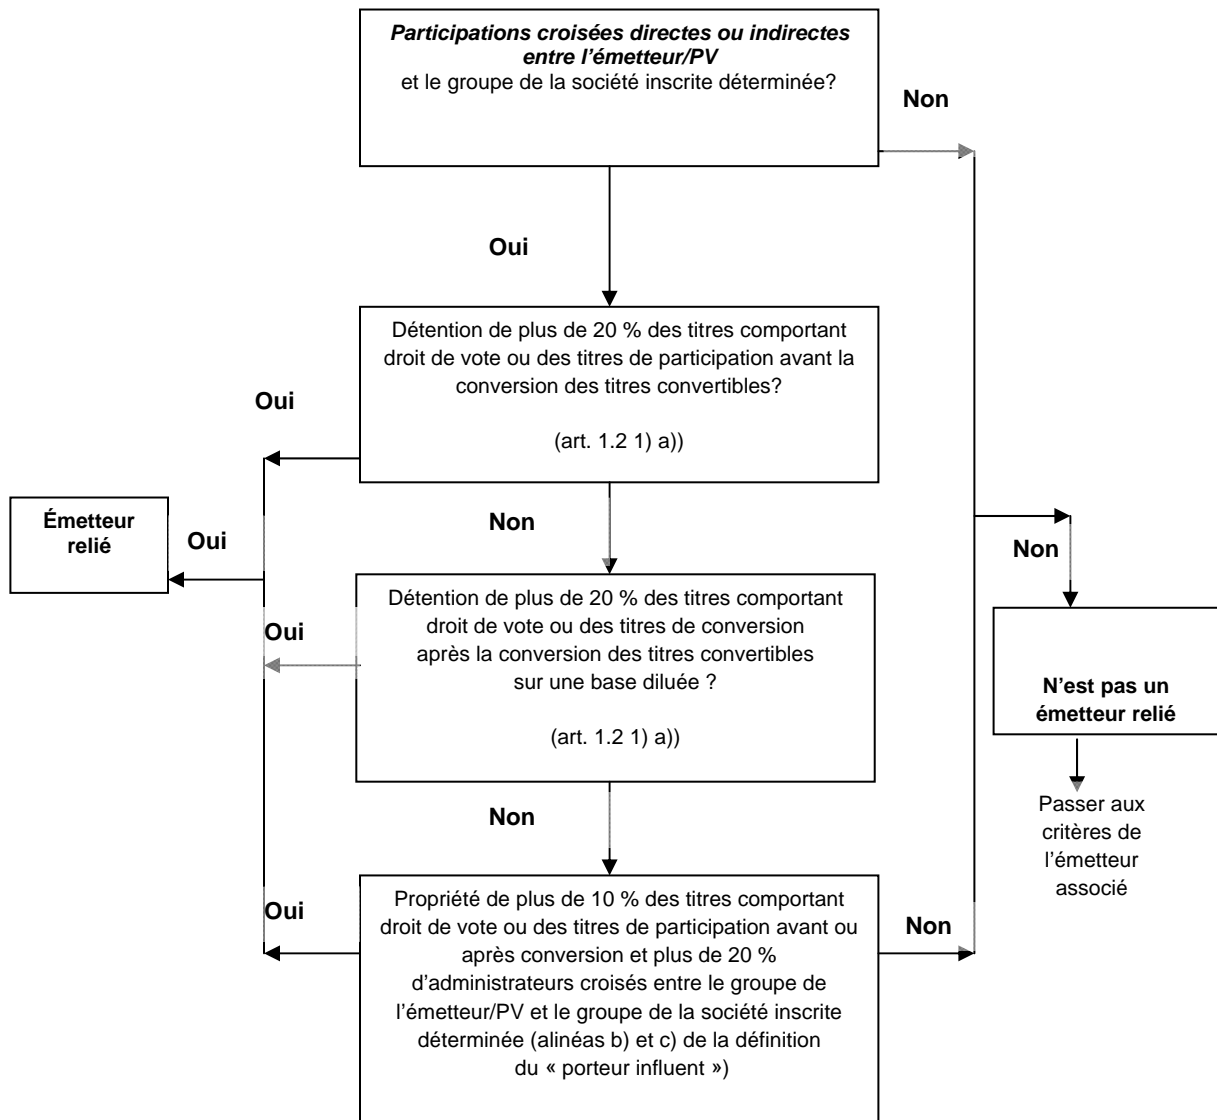 Participations croisées directes ou indirectes
entre l'émetteur/PV
et le groupe de la société inscrite déterminée?
Non
Oui
Détention de plus de 20 % des titres comportant
droit de vote ou des titres de participation avant la
conversion des titres convertibles?
(art. 1.2 1) a))
Oui
Émetteur
relié
Oui
Non
Non
Détention de plus de 20 % des titres comportant
droit de vote ou des titres de conversion
après la conversion des titres convertibles
sur une base diluée ?
(art. 1.2 1) a))
Oui
N'est pas un
émetteur relié
Passer aux
critères de
l'émetteur
associé
Non
Propriété de plus de 10 % des titres comportant
droit de vote ou des titres de participation avant ou
après conversion et plus de 20 %
d'administrateurs croisés entre le groupe de
l'émetteur/PV et le groupe de la société inscrite
déterminée (alinéas b) et c) de la définition
du « porteur influent »)
Oui
Non